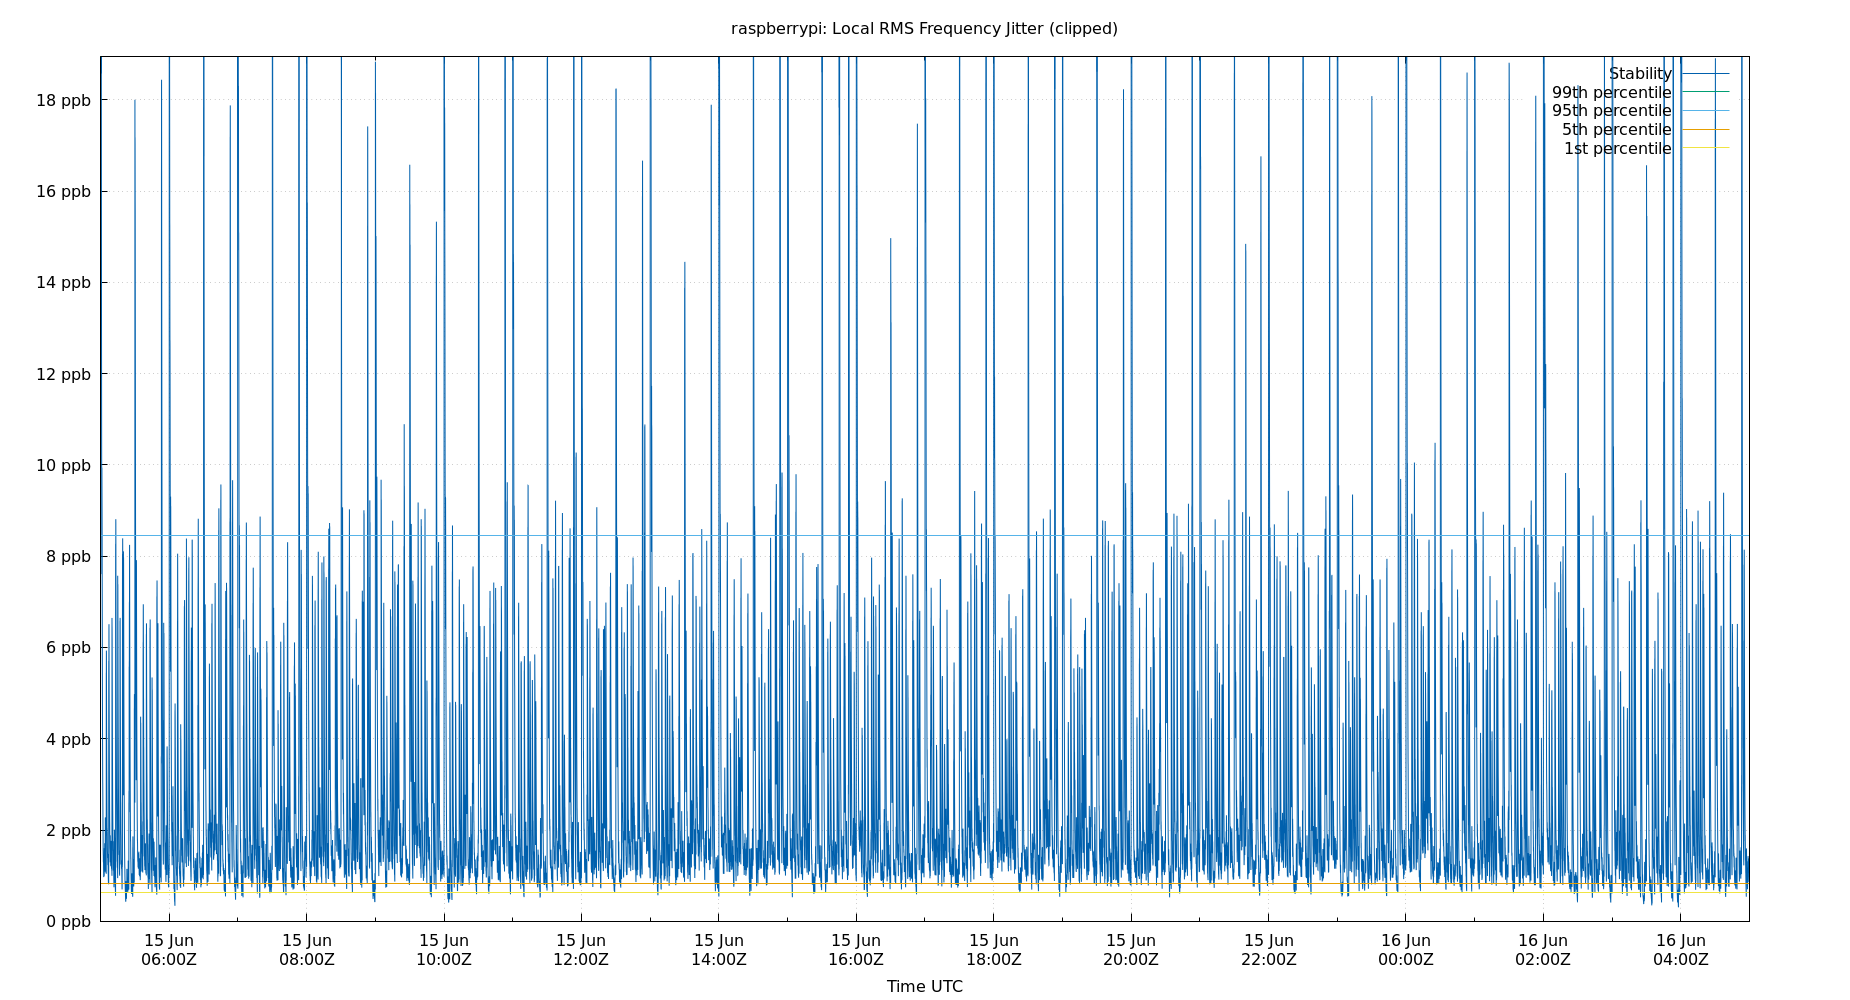 raspberrypi: Local RMS Frequency Jitter (clipped)
Stability
99th percentile
95th percentile
5th percentile
1st percentile
18 ppb
16 ppb
14 ppb
12 ppb
10 ppb
8 ppb
6 ppb
4 ppb
2 ppb
0 ppb
15 Jun 15 Jun 15 Jun 15 Jun 15 Jun 15 Jun 15 Jun 15 Jun 15 Jun 16 Jun 16 Jun 16 Jun
06:00Z 08:00Z 10:00Z 12:00Z 14:00Z 16:00Z 18:00Z 20:00Z 22:00Z 00:00Z 02:00Z 04:00Z
Time UTC